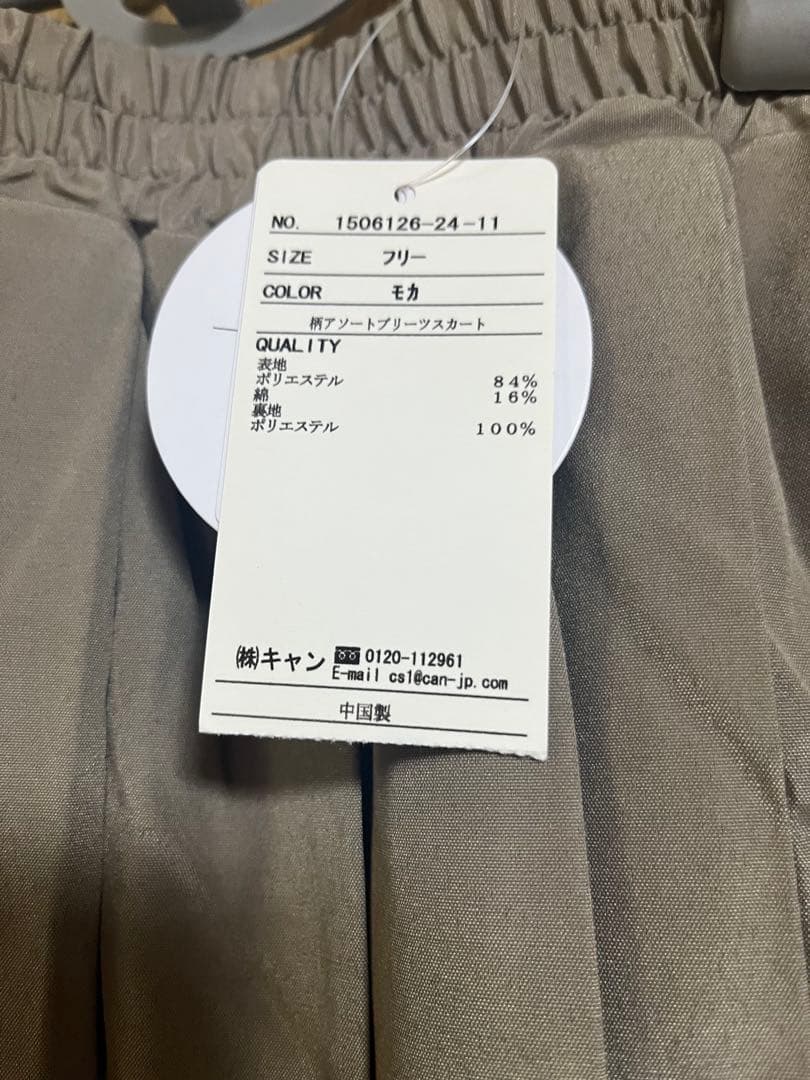 NO. 1506126-24-11
SIZE フリー
COLOR モカ
柄アソートプリーツスカート
QUALITY
表地
ポリエステル 84%
綿 16%
裏地
ポリエステル 100%
㈱キャン 0120-112961
E-mail cs1@can-jp.com
中国製